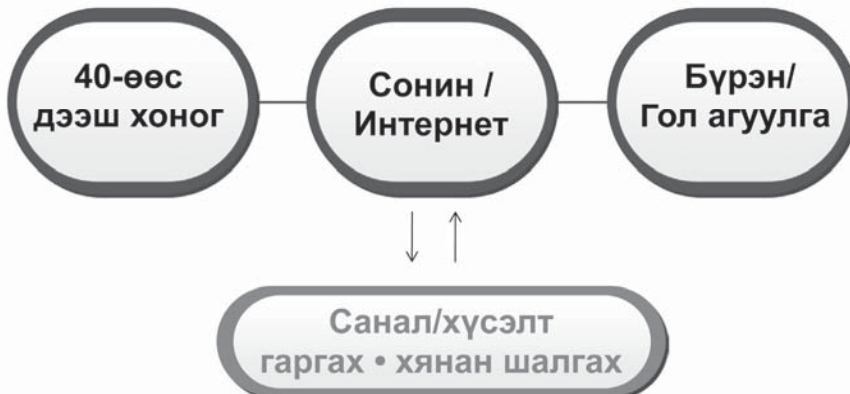 40-өөс
дээш хоног
Сонин /
Интернет
Бүрэн/
Гол агуулга
Санал/хүсэлт
гаргах • хянан шалгах